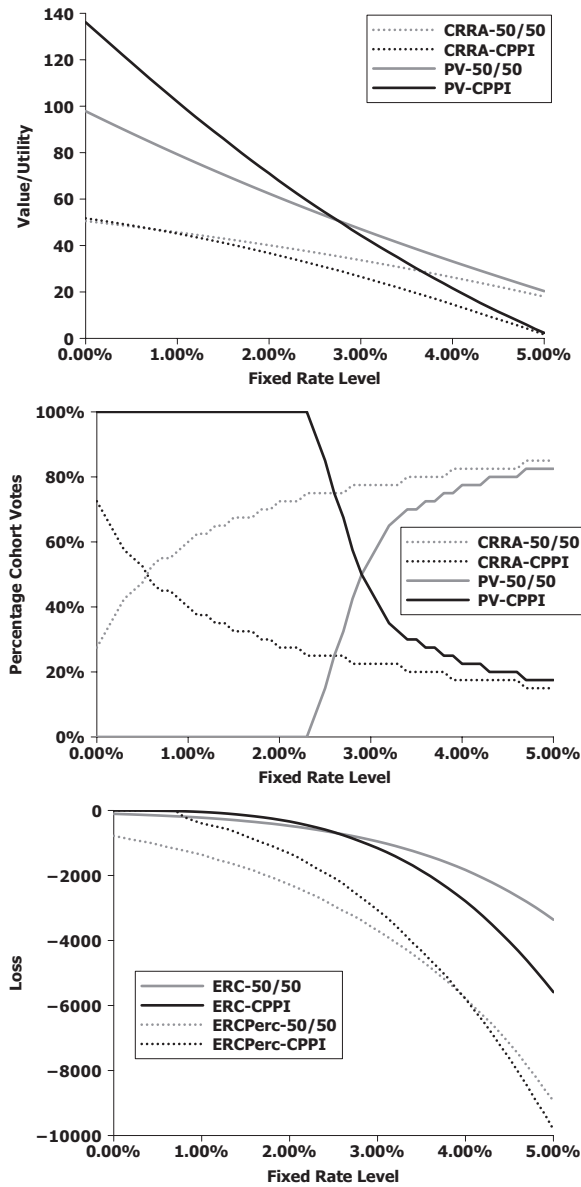 140
120
100
80
60
40
20
0
Value/Utility
CRRA-50/50
CRRA-CPPI
PV-50/50
PV-CPPI
0.00% 1.00% 2.00% 3.00% 4.00% 5.00%
Fixed Rate Level
100%
80%
60%
40%
20%
0%
Percentage Cohort Votes
CRRA-50/50
CRRA-CPPI
PV-50/50
PV-CPPI
0.00% 1.00% 2.00% 3.00% 4.00% 5.00%
Fixed Rate Level
0
−2000
−4000
−6000
−8000
−10000
Loss
ERC-50/50
ERC-CPPI
ERCPerc-50/50
ERCPerc-CPPI
0.00% 1.00% 2.00% 3.00% 4.00% 5.00%
Fixed Rate Level